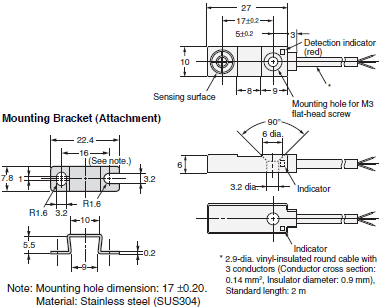 27
17±0.2
5±0.2
3
Detection indicator
(red)
10
*
Sensing surface
8
9
Mounting hole for M3
flat-head screw
Mounting Bracket (Attachment)
90°
22.4
6 dia.
16
(See note.)
7.8
1
3.2
6
R1.6
3.2
R1.6
3.2 dia.
Indicator
10
5.5
0.2
9
Indicator
* 2.9-dia. vinyl-insulated round cable with
3 conductors (Conductor cross section:
0.14 mm², Insulator diameter: 0.9 mm),
Standard length: 2 m
Note: Mounting hole dimension: 17 ±0.20.
Material: Stainless steel (SUS304)